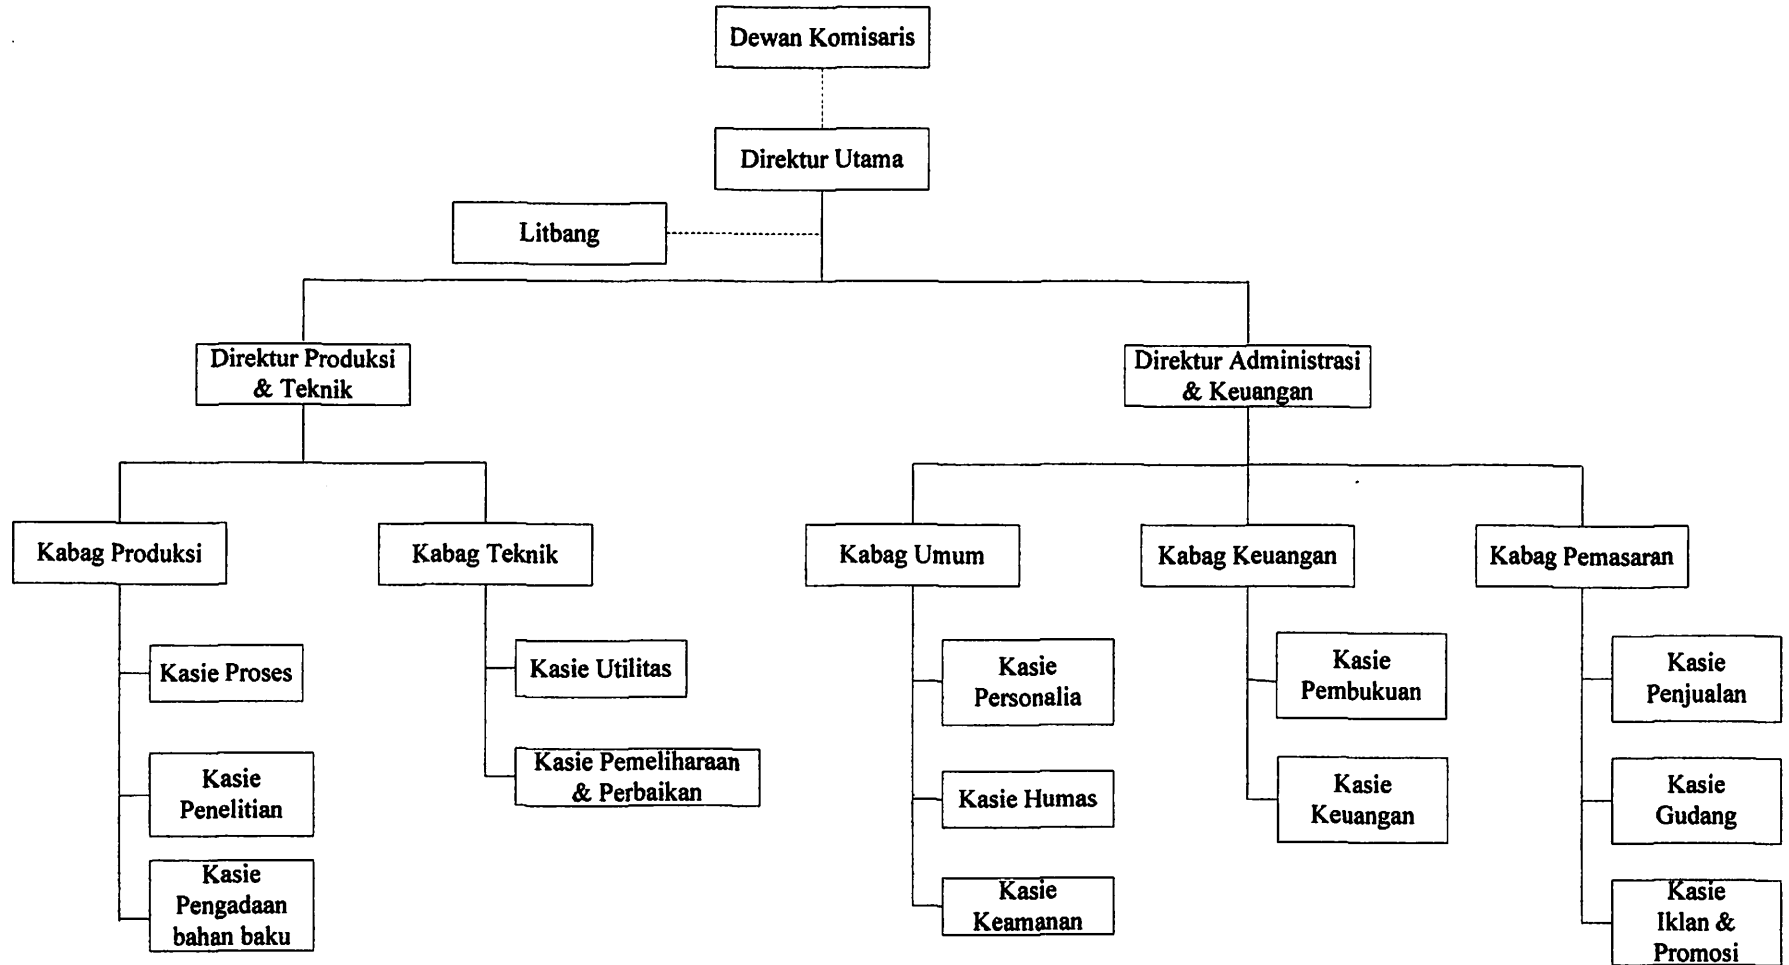 Dewan Komisaris
Direktur Utama
Litbang
Direktur Produksi
& Teknik
Direktur Administrasi
& Keuangan
Kabag Produksi
Kabag Teknik
Kabag Umum
Kabag Keuangan
Kabag Pemasaran
Kasie Proses
Kasie
Penelitian
Kasie
Pengadaan
bahan baku
Kasie Utilitas
Kasie Pemeliharaan
& Perbaikan
Kasie
Personalia
Kasie Humas
Kasie
Keamanan
Kasie
Pembukuan
Kasie
Keuangan
Kasie
Penjualan
Kasie
Gudang
Kasie
Iklan &
Promosi